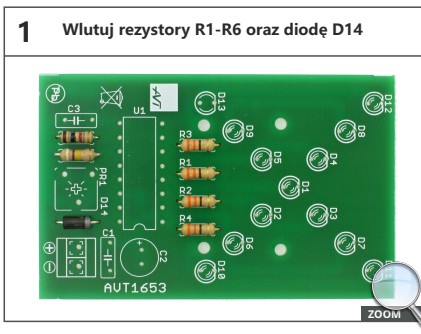 1 Wlutuj rezystory R1-R6 oraz diodę D14
Pb
AVT
C3
U1
D13
D12
D9
D8
R3
D5
D4
R1
PR1
D1
R2
D14
D2
D3
R4
C1
C2
D6
D7
D10
AVT1653
ZOOM